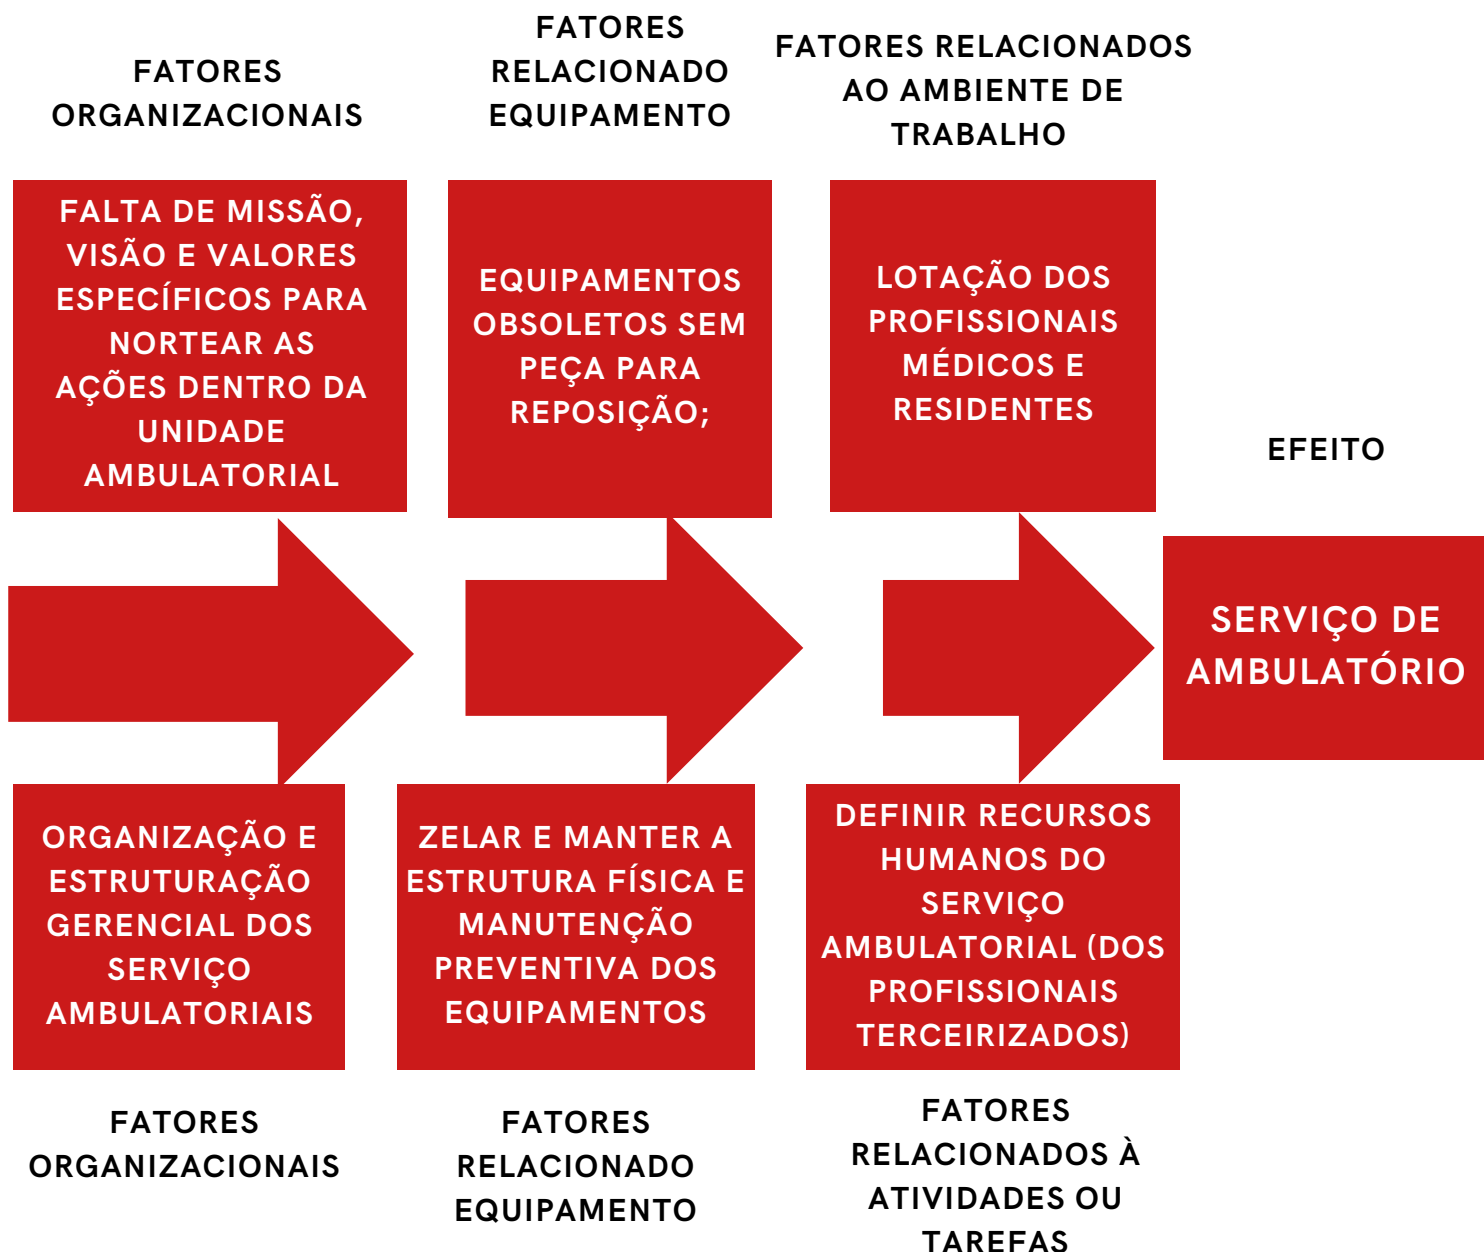 FATORES
ORGANIZACIONAIS
FATORES
RELACIONADO
EQUIPAMENTO
FATORES RELACIONADOS
AO AMBIENTE DE
TRABALHO
FALTA DE MISSÃO,
VISÃO E VALORES
ESPECÍFICOS PARA
NORTEAR AS
AÇÕES DENTRO DA
UNIDADE
AMBULATORIAL
EQUIPAMENTOS
OBSOLETOS SEM
PEÇA PARA
REPOSIÇÃO;
LOTAÇÃO DOS
PROFISSIONAIS
MÉDICOS E
RESIDENTES
EFEITO
SERVIÇO DE
AMBULATÓRIO
ORGANIZAÇÃO E
ESTRUTURAÇÃO
GERENCIAL DOS
SERVIÇO
AMBULATORIAIS
ZELAR E MANTER A
ESTRUTURA FÍSICA E
MANUTENÇÃO
PREVENTIVA DOS
EQUIPAMENTOS
DEFINIR RECURSOS
HUMANOS DO
SERVIÇO
AMBULATORIAL (DOS
PROFISSIONAIS
TERCEIRIZADOS)
FATORES
ORGANIZACIONAIS
FATORES
RELACIONADO
EQUIPAMENTO
FATORES
RELACIONADOS À
ATIVIDADES OU
TAREFAS